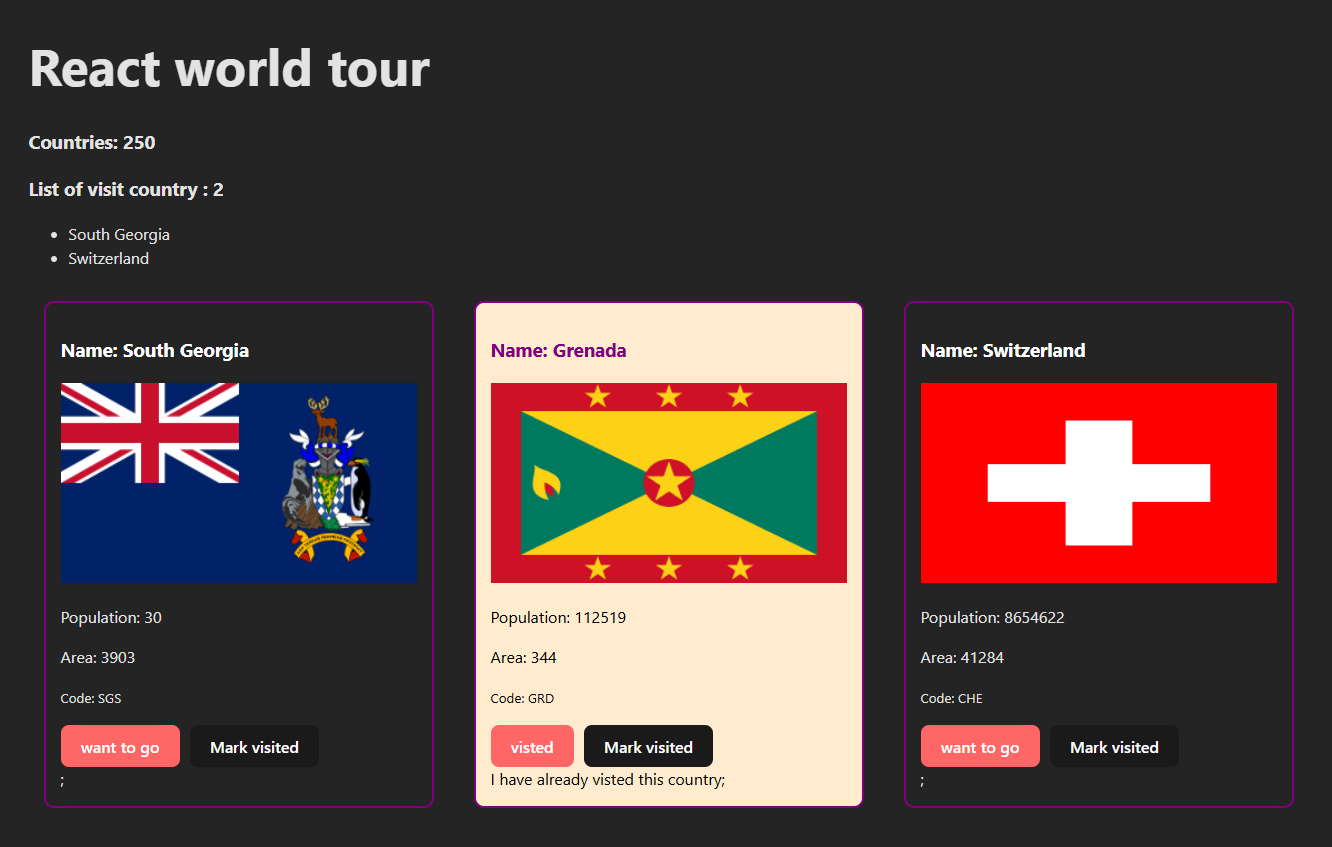 React world tour
Countries: 250
List of visit country : 2
• South Georgia
• Switzerland
Name: South Georgia
Population: 30
Area: 3903
Code: SGS
want to go Mark visited
;
Name: Grenada
Population: 112519
Area: 344
Code: GRD
visted Mark visited
I have already visted this country;
Name: Switzerland
Population: 8654622
Area: 41284
Code: CHE
want to go Mark visited
;